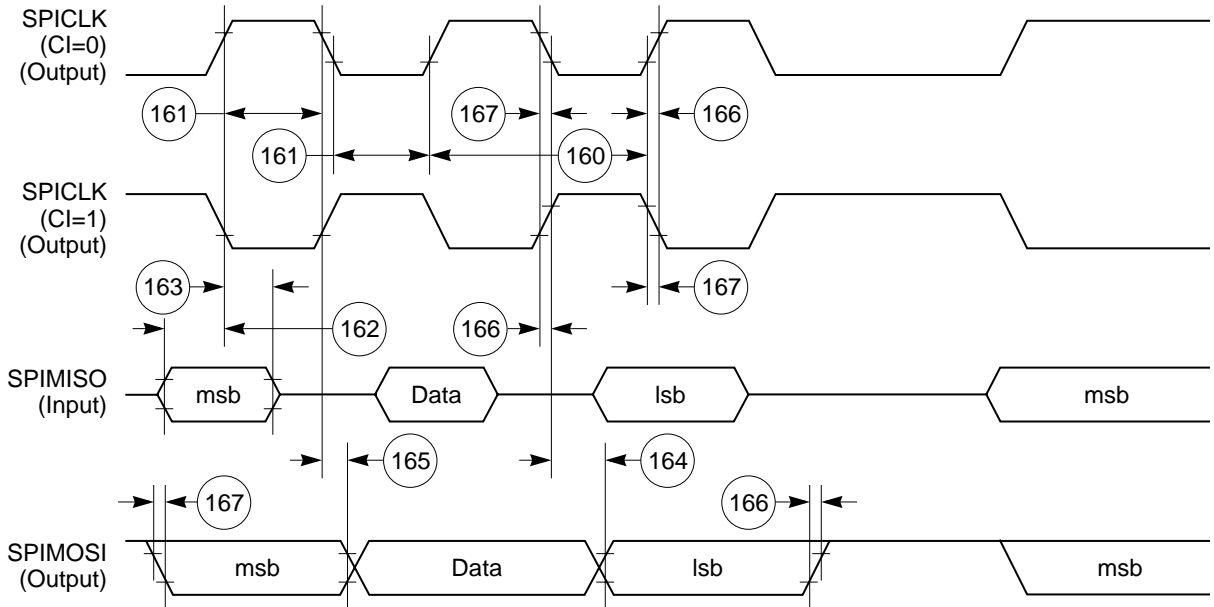 SPICLK
(CI=0)
(Output)
161
167
166
161
160
SPICLK
(CI=1)
(Output)
163
167
162
166
SPIMISO
(Input)
msb
Data
lsb
msb
165
164
167
166
SPIMOSI
(Output)
msb
Data
lsb
msb